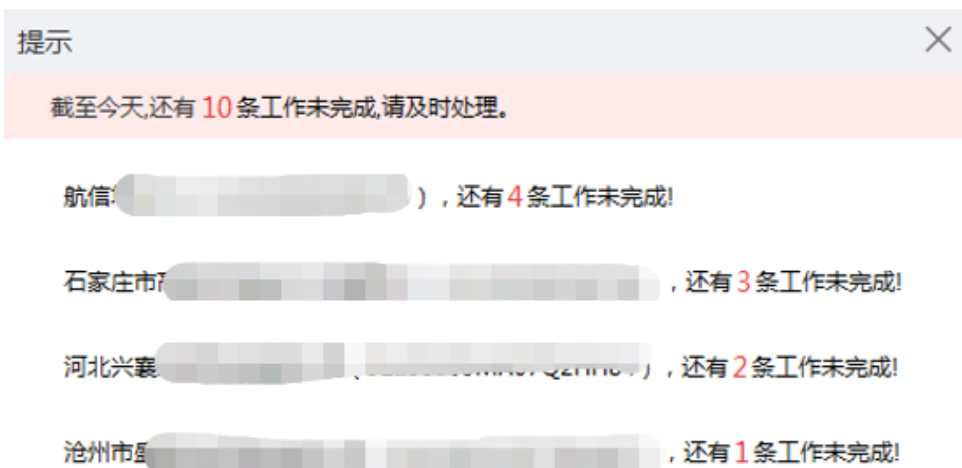 提示
截至今天,还有10条工作未完成,请及时处理。
航信），还有4条工作未完成!
石家庄市，还有3条工作未完成!
河北兴襄），还有2条工作未完成!
沧州市盛，还有1条工作未完成!